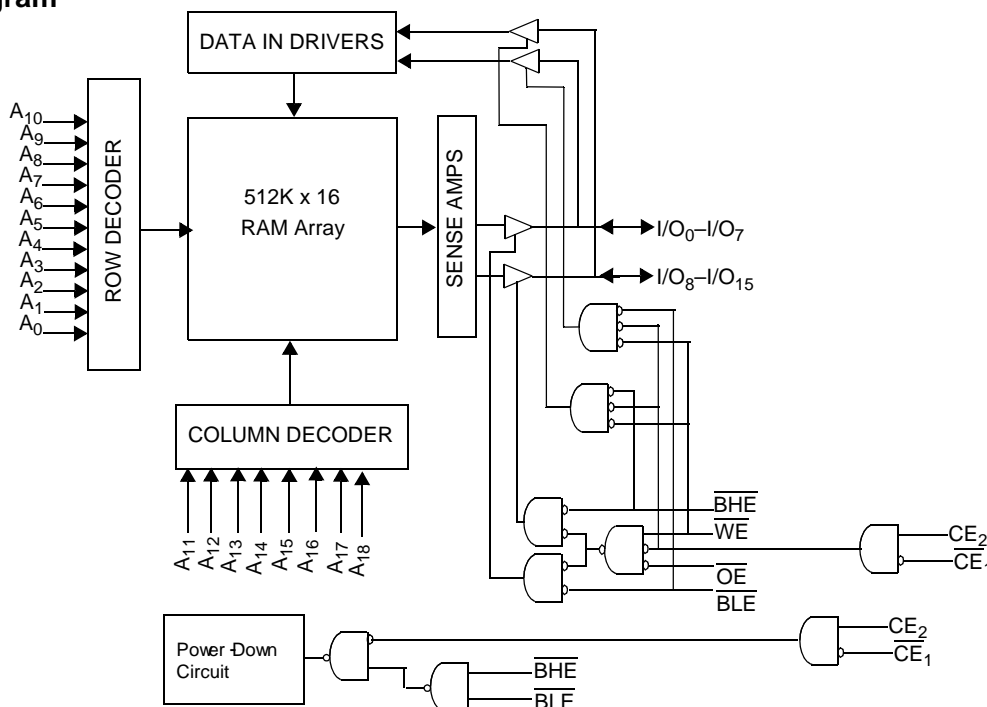 gram
DATA IN DRIVERS
A10
A9
A8
A7
A6
A5
A4
A3
A2
A1
A0
ROW DECODER
512K x 16
RAM Array
SENSE AMPS
I/O0–I/O7
I/O8–I/O15
COLUMN DECODER
A11
A12
A13
A14
A15
A16
A17
A18
BHE
WE
OE
BLE
CE2
CE1
Power-Down
Circuit
BHE
BLE
CE2
CE1